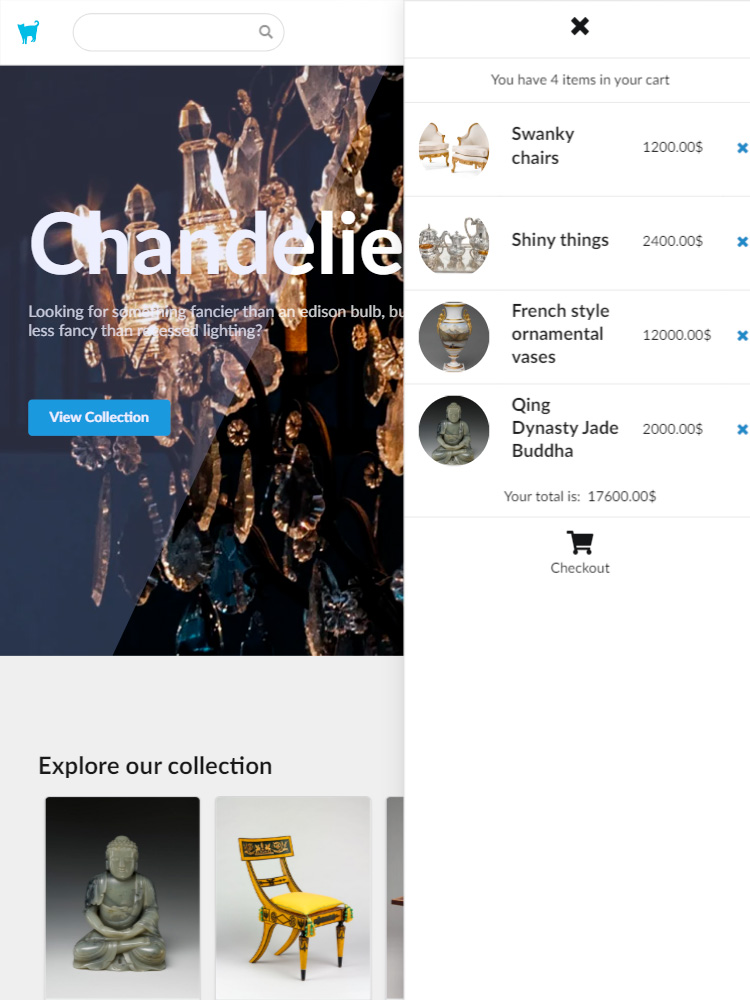 You have 4 items in your cart
Swanky
chairs
1200.00$
Shiny things
2400.00$
French style
ornamental
vases
12000.00$
Qing
Dynasty Jade
Buddha
2000.00$
Your total is: 17600.00$
Checkout
Chandelie
Looking for something fancier than an edison bulb, bu
less fancy than recessed lighting?
View Collection
Explore our collection